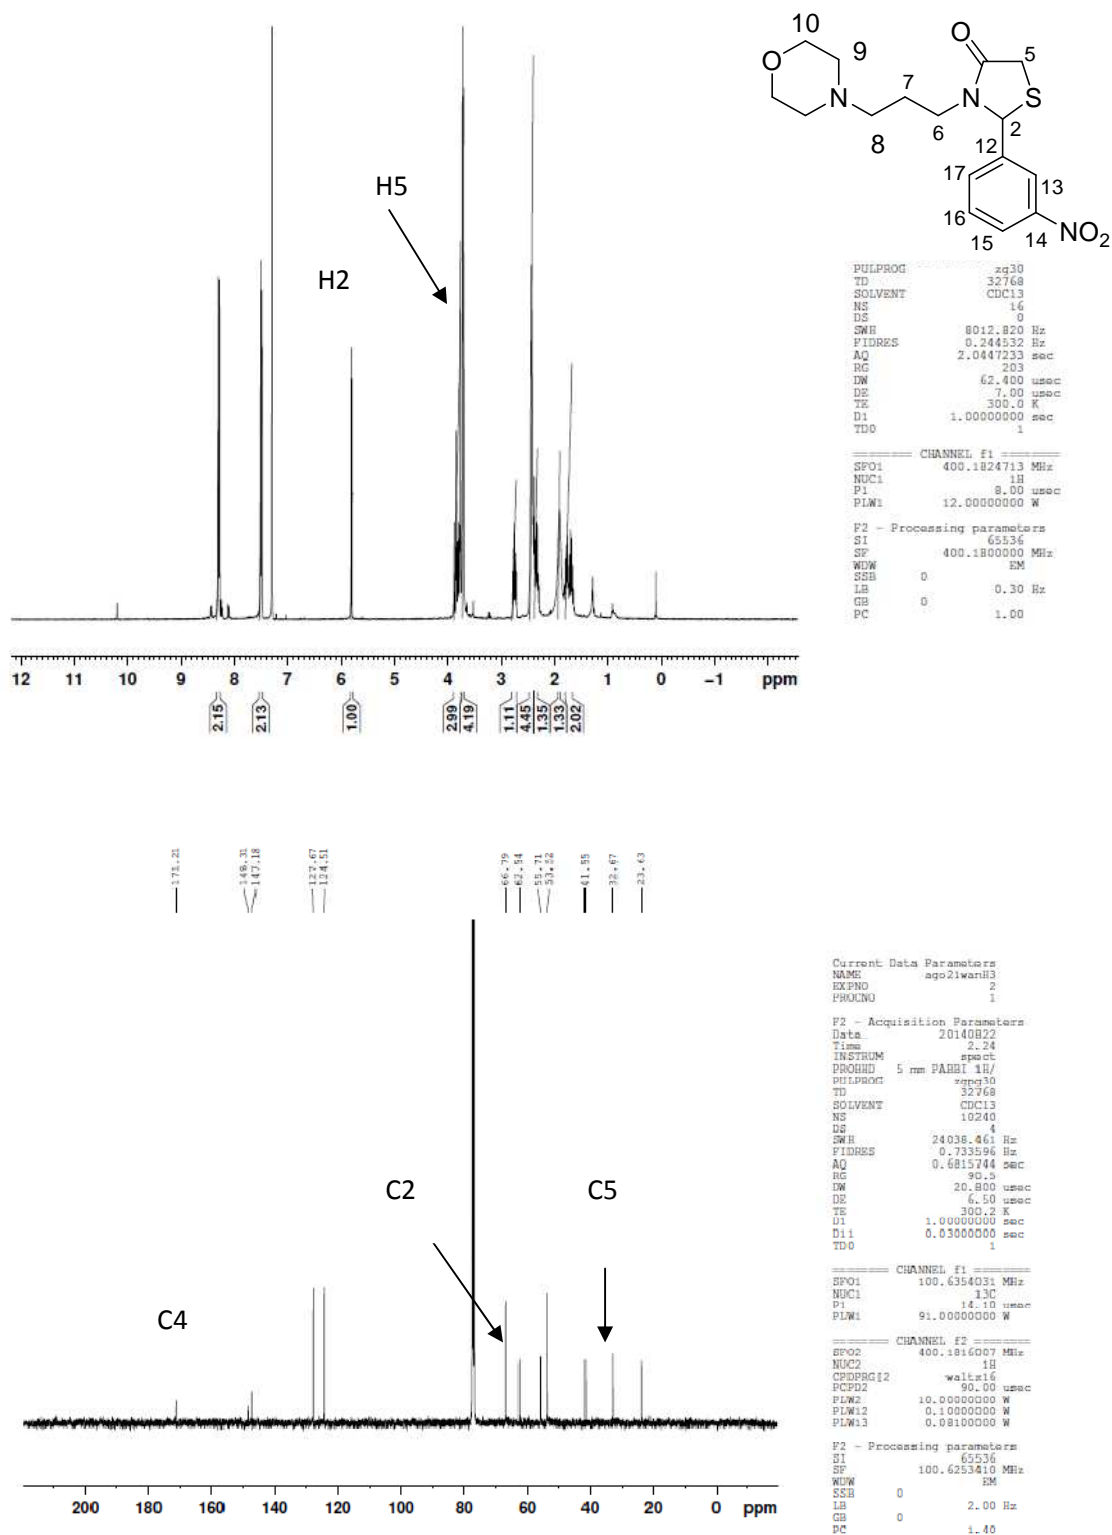 10
9
O
7
N
8
6
O
5
N
S
2
12
17
13
16
15
14
NO2
H5
H2
PULPROG zg30
TD 32768
SOLVENT CDCl3
NS 16
DS 0
SWH 8012.820 Hz
FIDRES 0.244532 Hz
AQ 2.0447233 sec
RG 203
DW 62.400 usec
DE 7.00 usec
TE 300.0 K
D1 1.00000000 sec
TD0 1
======== CHANNEL f1 ========
SFO1 400.1824713 MHz
NUC1 1H
P1 8.00 usec
PLW1 12.00000000 W
F2 - Processing parameters
SI 65536
SF 400.1800000 MHz
WDW EM
SSB 0
LB 0.30 Hz
GB 0
PC 1.00
12 11 10 9 8 7 6 5 4 3 2 1 0 −1 ppm
2.15 2.13 1.00 2.99 4.19 1.11 4.45 1.35 1.33 2.02
171.21 148.31 147.18 127.67 124.51 66.79 62.54 55.71 53.52 41.55 32.67 23.63
C2
C5
C4
Current Data Parameters
NAME ago21wanH3
EXPNO 2
PROCNO 1
F2 - Acquisition Parameters
Date_ 20140822
Time 2.24
INSTRUM spect
PROBHD 5 mm PABBI 1H/
PULPROG zgpg30
TD 32768
SOLVENT CDCl3
NS 10240
DS 4
SWH 24038.461 Hz
FIDRES 0.733596 Hz
AQ 0.6815744 sec
RG 90.5
DW 20.800 usec
DE 6.50 usec
TE 300.2 K
D1 1.00000000 sec
D11 0.03000000 sec
TD0 1
======== CHANNEL f1 ========
SFO1 100.6354031 MHz
NUC1 13C
P1 14.10 usec
PLW1 91.00000000 W
======== CHANNEL f2 ========
SFO2 400.1816007 MHz
NUC2 1H
CPDPRG[2 waltz16
PCPD2 90.00 usec
PLW2 10.00000000 W
PLW12 0.10000000 W
PLW13 0.08100000 W
F2 - Processing parameters
SI 65536
SF 100.6253410 MHz
WDW EM
SSB 0
LB 2.00 Hz
GB 0
PC 1.40
200 180 160 140 120 100 80 60 40 20 0 ppm